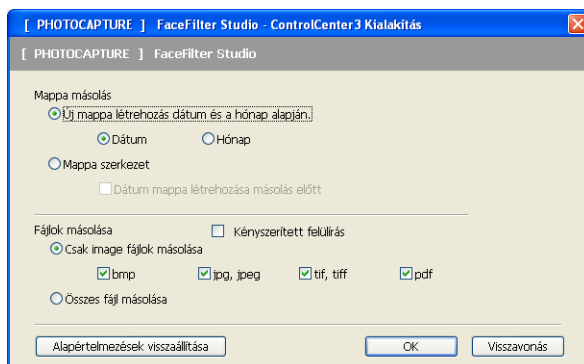 [ PHOTOCAPTURE ] FaceFilter Studio - ControlCenter3 Kialakítás
[ PHOTOCAPTURE ] FaceFilter Studio
Mappa másolás
Új mappa létrehozás dátum és a hónap alapján.
Dátum Hónap
Mappa szerkezet
Dátum mappa létrehozása másolás előtt
Fájlok másolása Kényszerített felülírás
Csak image fájlok másolása
bmp jpg, jpeg tif, tiff pdf
Összes fájl másolása
Alapértelmezések visszaállítása OK Visszavonás